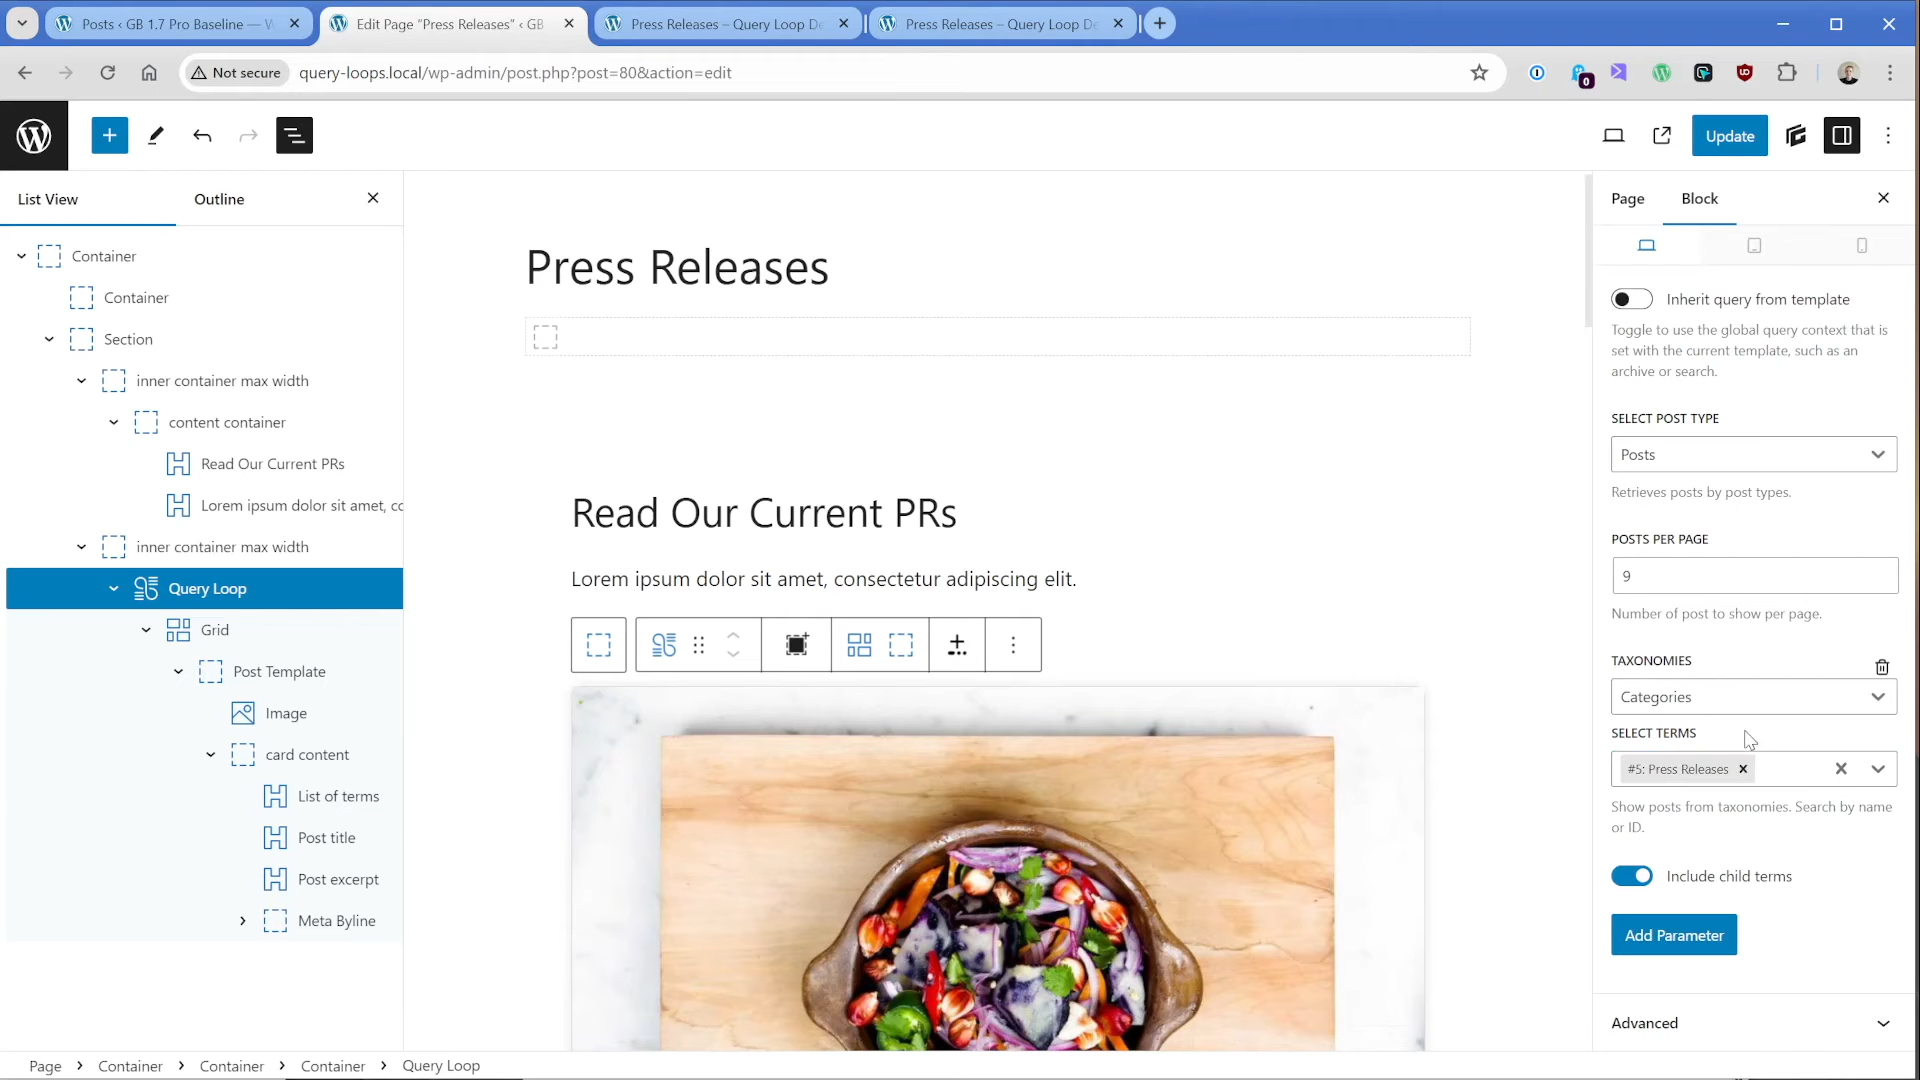 Posts ‹ GB 1.7 Pro Baseline — W
Edit Page “Press Releases” ‹ GB
Press Releases – Query Loop De
Press Releases – Query Loop De
Not secure
query-loops.local/wp-admin/post.php?post=80&action=edit
0
Update
List View
Outline
Container
Container
Section
inner container max width
content container
Read Our Current PRs
Lorem ipsum dolor sit amet, cc
inner container max width
Query Loop
Grid
Post Template
Image
card content
List of terms
Post title
Post excerpt
Meta Byline
Press Releases
Read Our Current PRs
Lorem ipsum dolor sit amet, consectetur adipiscing elit.
Page
Block
Inherit query from template
Toggle to use the global query context that is
set with the current template, such as an
archive or search.
SELECT POST TYPE
Posts
Retrieves posts by post types.
POSTS PER PAGE
9
Number of post to show per page.
TAXONOMIES
Categories
SELECT TERMS
#5: Press Releases
Show posts from taxonomies. Search by name
or ID.
Include child terms
Add Parameter
Advanced
Page > Container > Container > Container > Query Loop